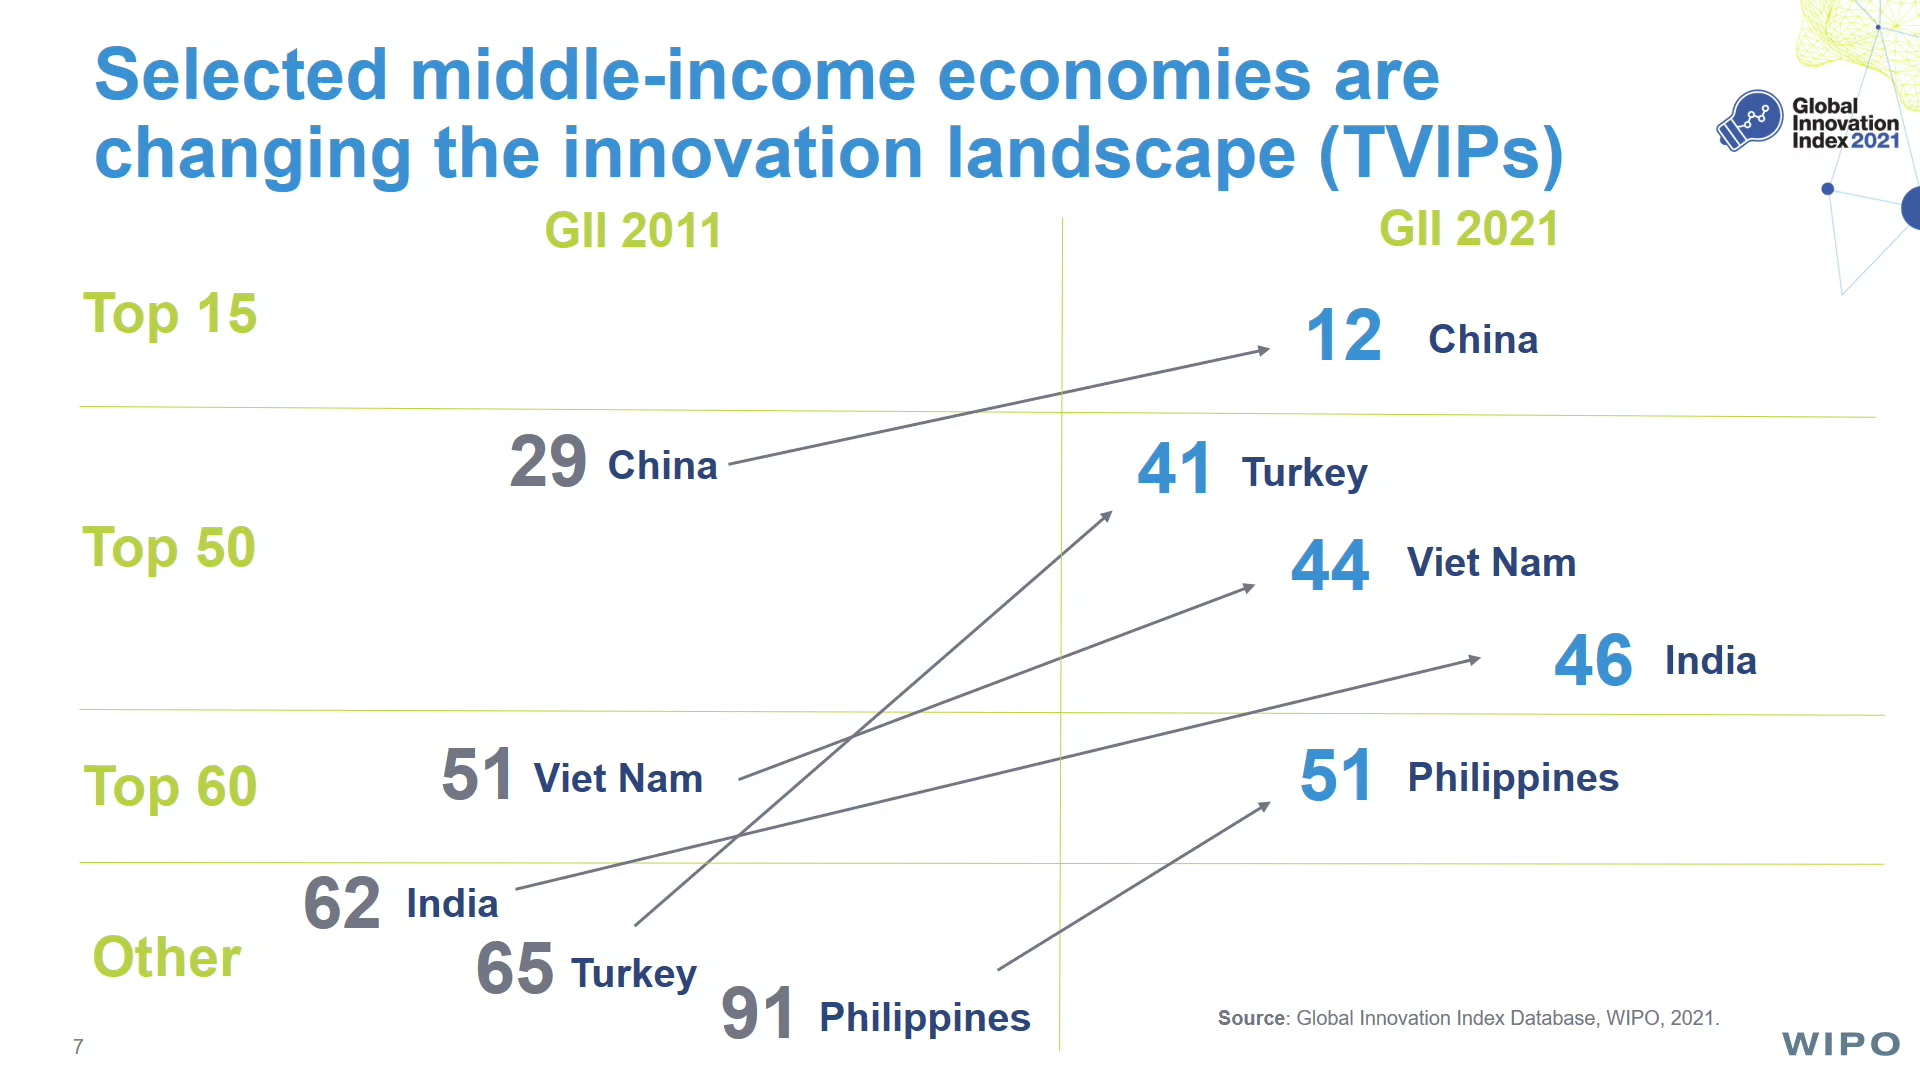 Selected middle-income economies are
changing the innovation landscape (TVIPs)
Global
Innovation
Index 2021
GII 2011
GII 2021
Top 15
12 China
29 China
41 Turkey
Top 50
44 Viet Nam
46 India
Top 60
51 Viet Nam
51 Philippines
62 India
Other
65 Turkey
91 Philippines
Source: Global Innovation Index Database, WIPO, 2021.
7
WIPO